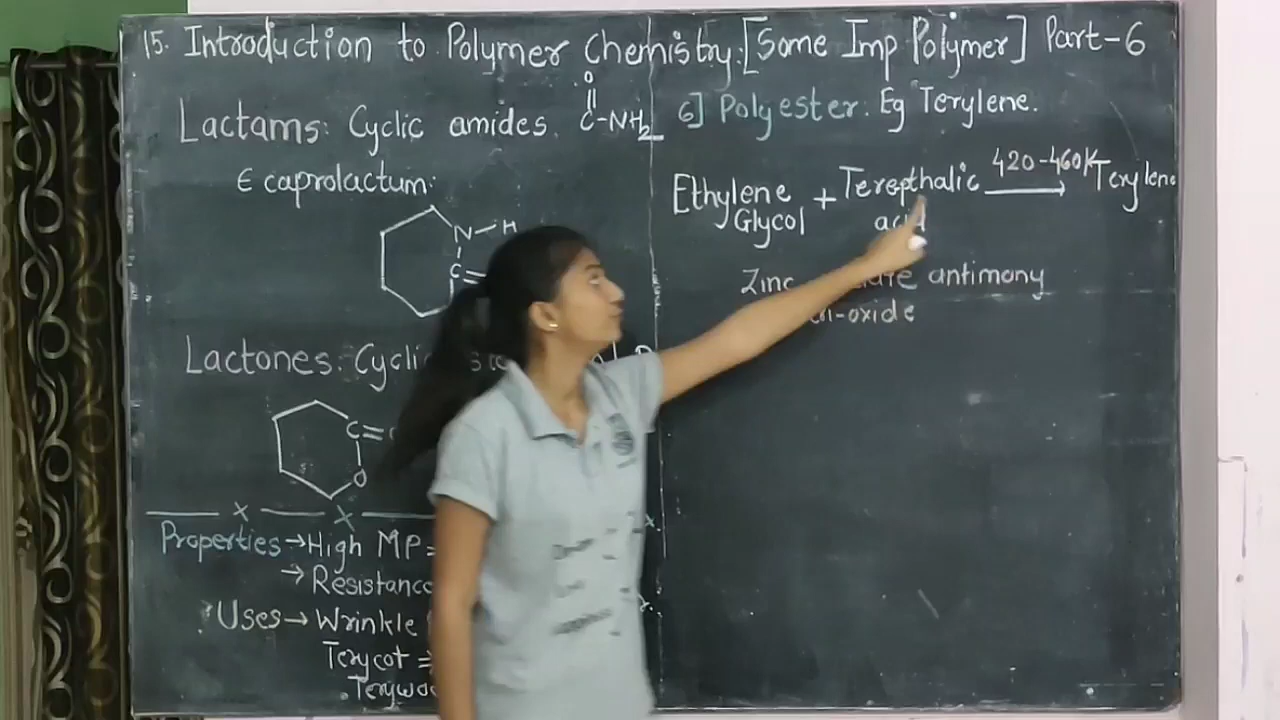 15. Introduction to Polymer Chemistry: [Some Imp Polymer] Part-6
Lactams: Cyclic amides.
O
C-NH2
ϵ caprolactum:
N-H
C=
Lactones: Cyclic
C=
O
Properties → High MP =
→ Resistance
Uses → Wrinkle
Terycot =
6] Polyester: Eg Terylene.
Ethylene Glycol + Terepthalic acid 420-460K → Terylene
Zinc antimony
-oxide